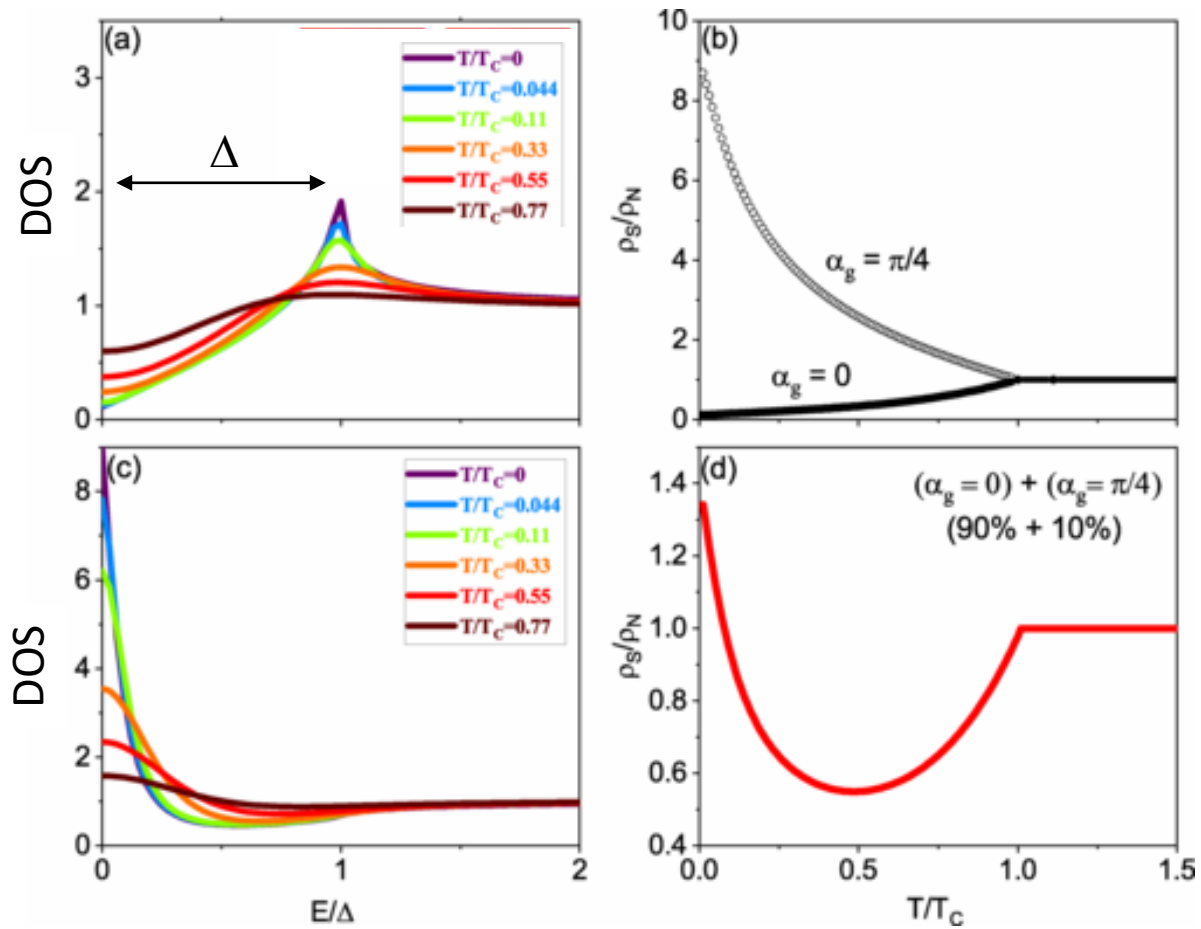 (a)
3
2
1
0
DOS
Δ
T/T_C=0
T/T_C=0.044
T/T_C=0.11
T/T_C=0.33
T/T_C=0.55
T/T_C=0.77
(b)
10
8
6
4
2
0
ρ_S/ρ_N
α_g = π/4
α_g = 0
(c)
8
6
4
2
0
DOS
T/T_C=0
T/T_C=0.044
T/T_C=0.11
T/T_C=0.33
T/T_C=0.55
T/T_C=0.77
0 1 2
E/Δ
(d)
1.4
1.2
1.0
0.8
0.6
0.4
ρ_S/ρ_N
(α_g = 0) + (α_g = π/4)
(90% + 10%)
0.0 0.5 1.0 1.5
T/T_C